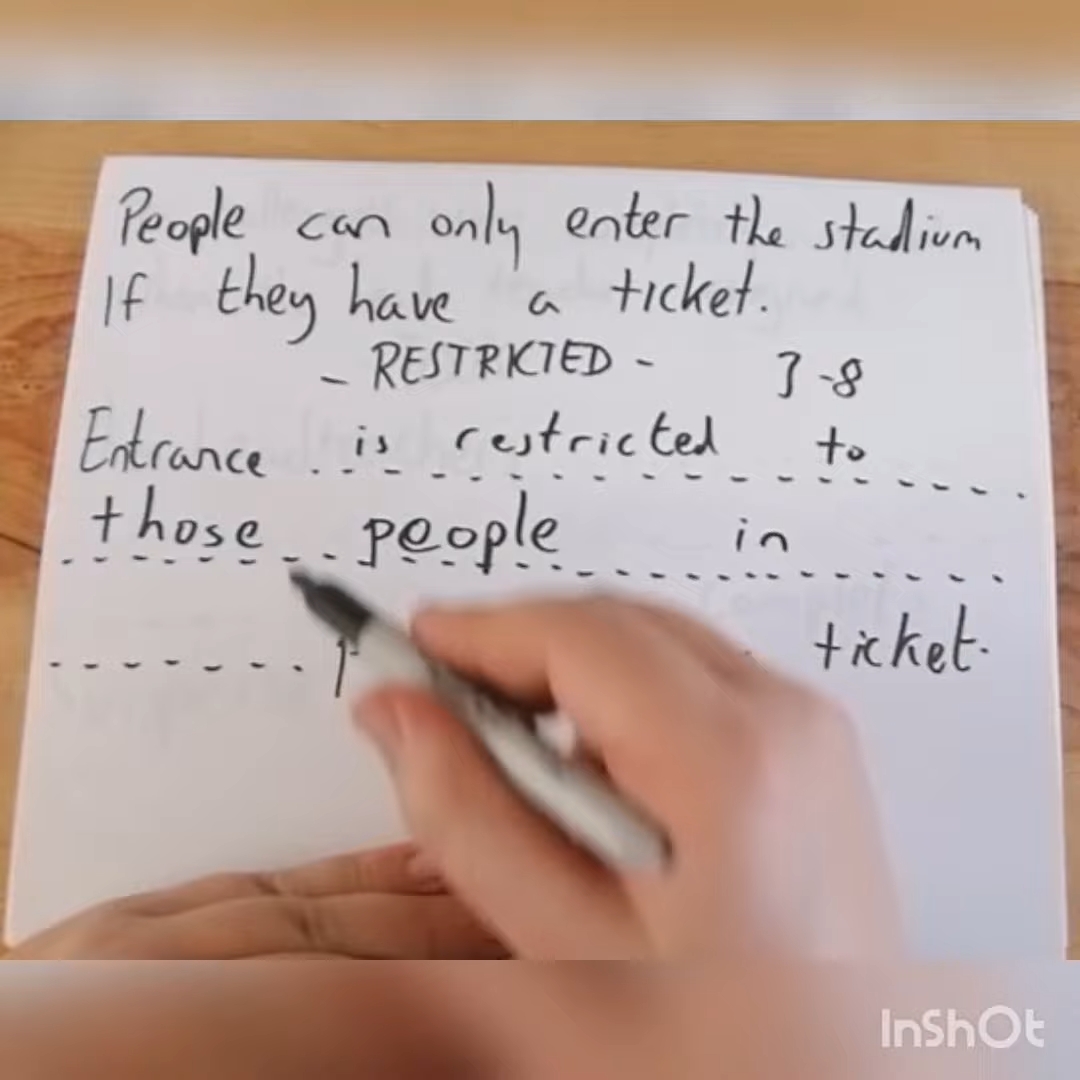 People can only enter the stadium
If they have a ticket.
- RESTRICTED - 3-8
Entrance is restricted to
those people in
ticket.
InShOt